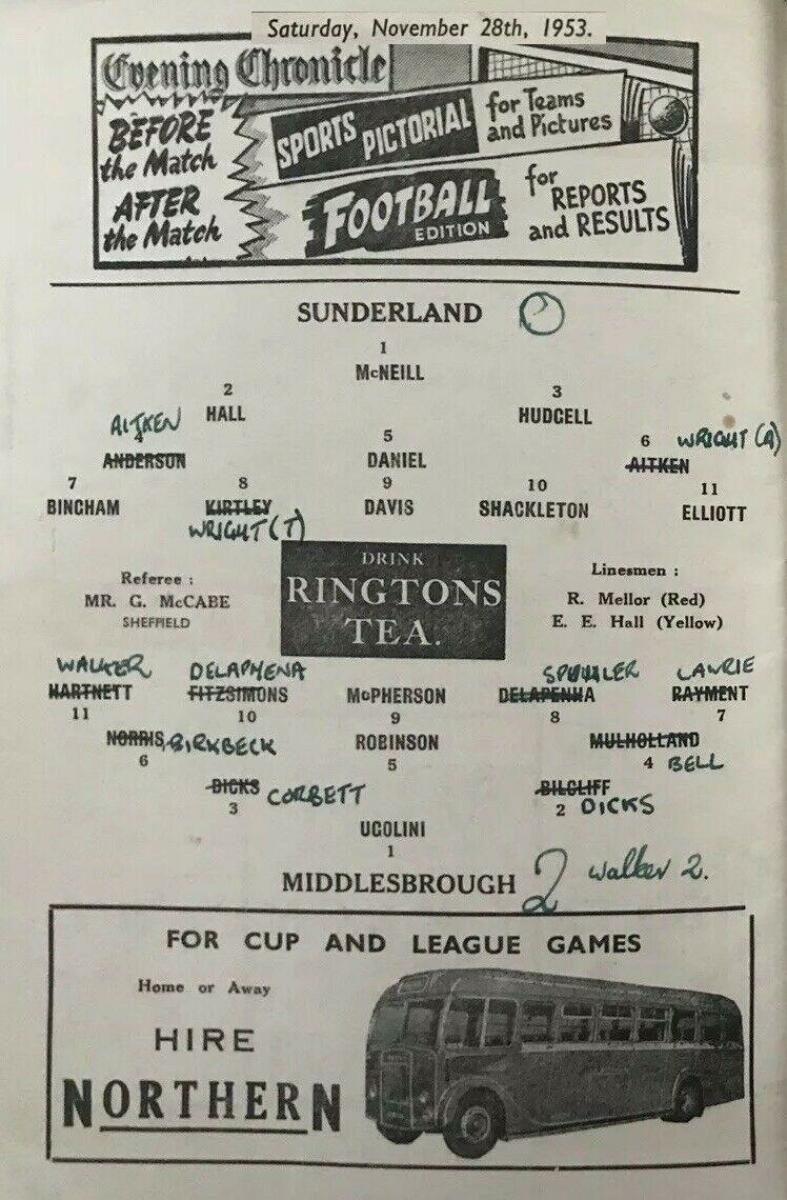 Saturday, November 28th, 1953.
Evening Chronicle
BEFORE the Match
AFTER the Match
SPORTS PICTORIAL for Teams and Pictures
FOOTBALL EDITION for REPORTS and RESULTS
SUNDERLAND 0
1
McNEILL
2 3
HALL HUDGELL
AITKEN 4 5 6 WRIGHT (A)
ANDERSON DANIEL AITKEN
7 8 9 10 11
BINGHAM KIRTLEY DAVIS SHACKLETON ELLIOTT
WRIGHT (T)
DRINK
RINGTONS
TEA.
Referee :
MR. G. McCABE
SHEFFIELD
Linesmen :
R. Mellor (Red)
E. E. Hall (Yellow)
WALKER DELAPHENA SPUHLER LAWRIE
HARTNETT FITZSIMONS McPHERSON DELAPENHA RAYMENT
11 10 9 8 7
NORRIS BIRKBECK ROBINSON MULHOLLAND
6 5 4 BELL
DICKS CORBETT BILCLIFF
3 2 DICKS
UGOLINI
1
MIDDLESBROUGH 2 Walker 2.
FOR CUP AND LEAGUE GAMES
Home or Away
HIRE
NORTHERN